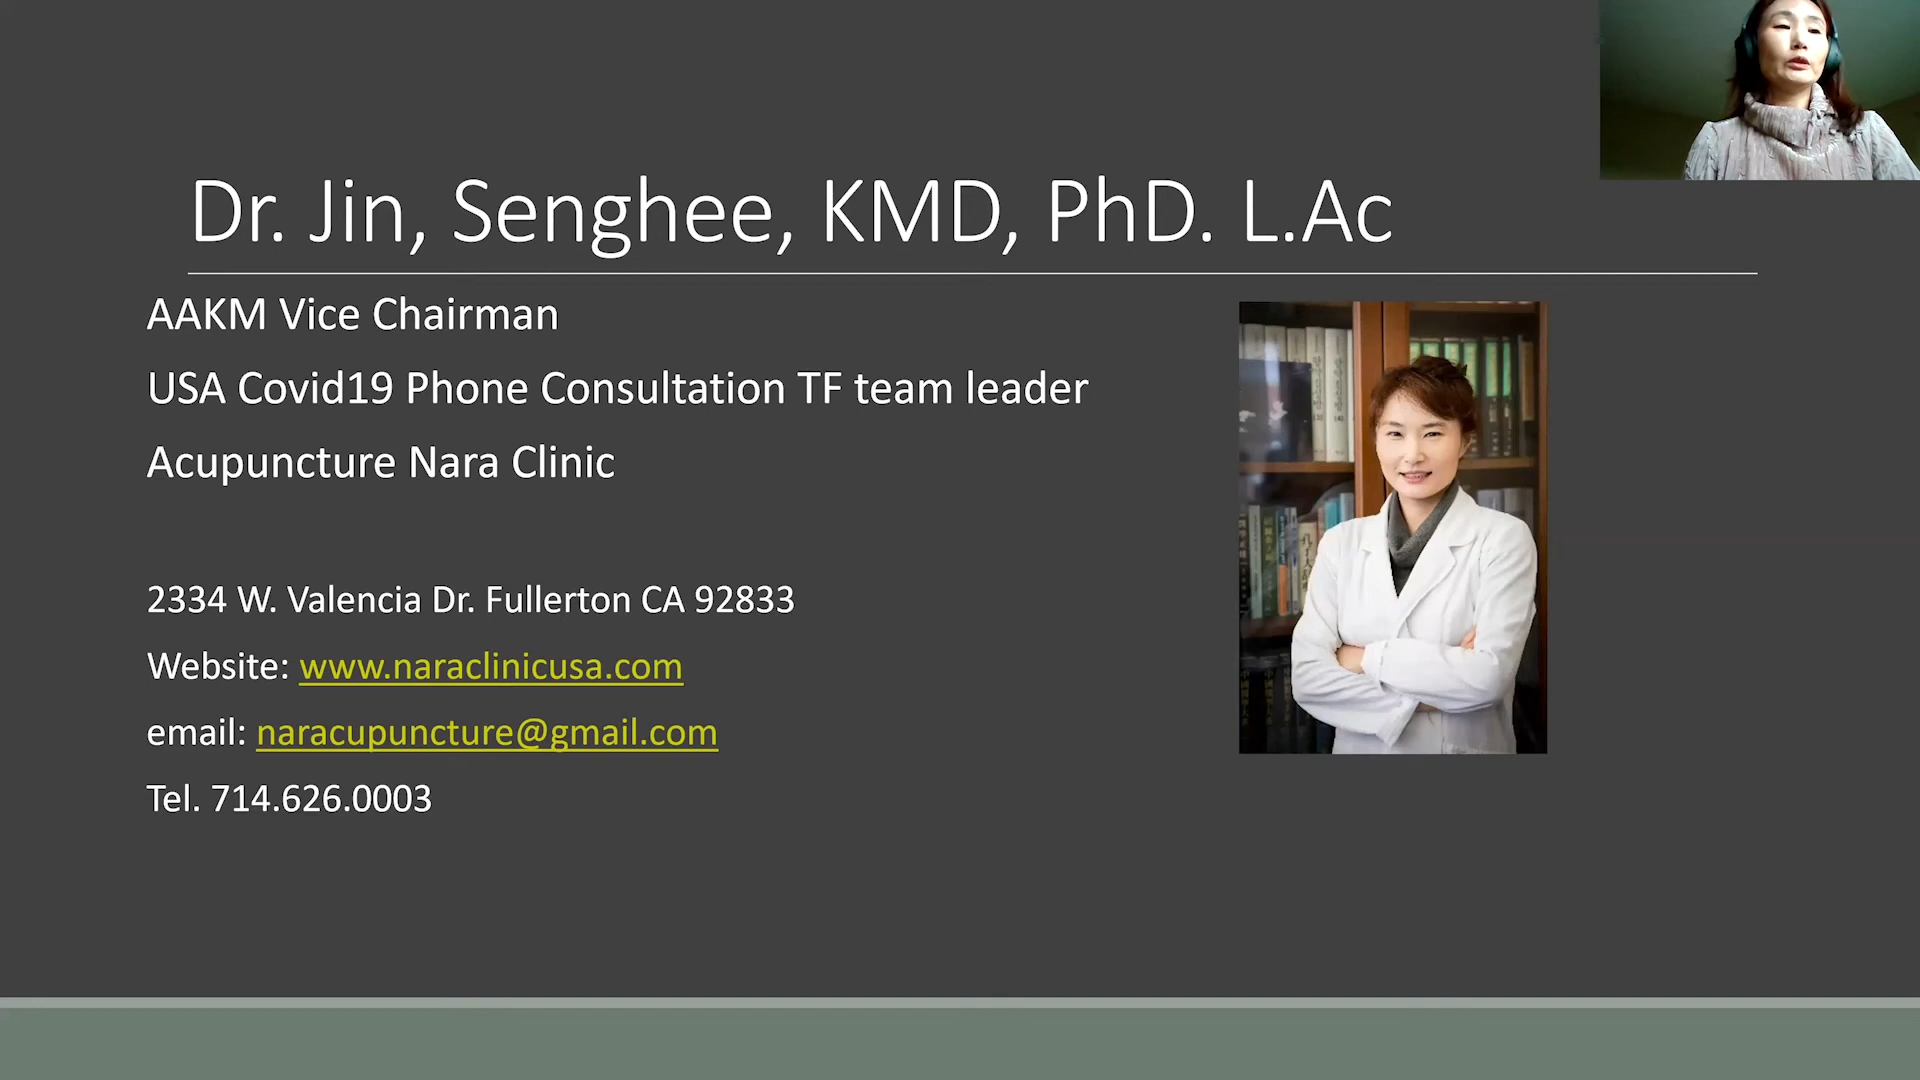 Dr. Jin, Senghee, KMD, PhD. L.Ac
AAKM Vice Chairman
USA Covid19 Phone Consultation TF team leader
Acupuncture Nara Clinic
2334 W. Valencia Dr. Fullerton CA 92833
Website: www.naraclinicusa.com
email: naracupuncture@gmail.com
Tel. 714.626.0003